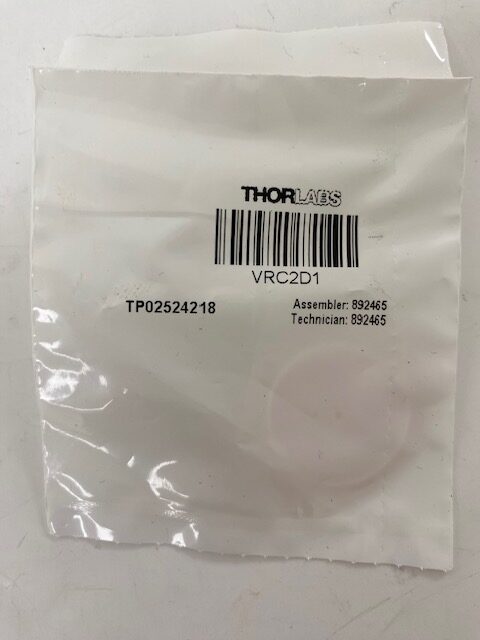 THORLABS
VRC2D1
TP02524218
Assembler: 892465
Technician: 892465